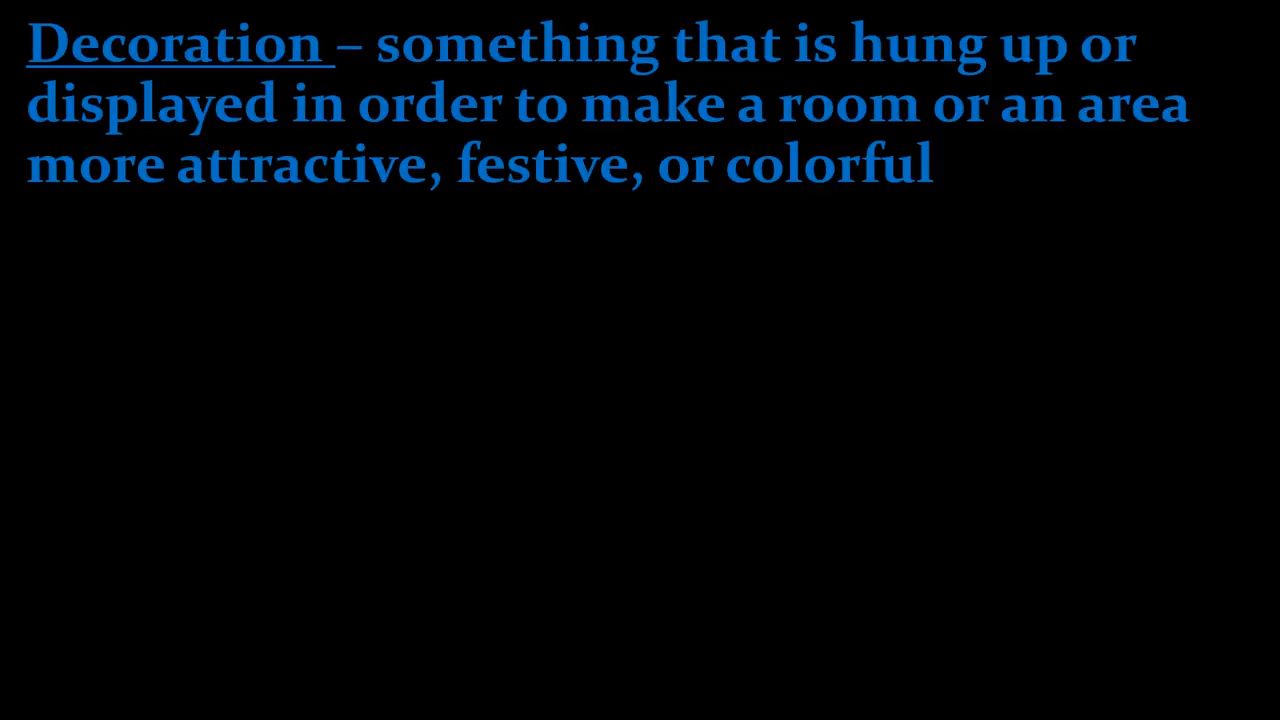 Decoration – something that is hung up or
displayed in order to make a room or an area
more attractive, festive, or colorful